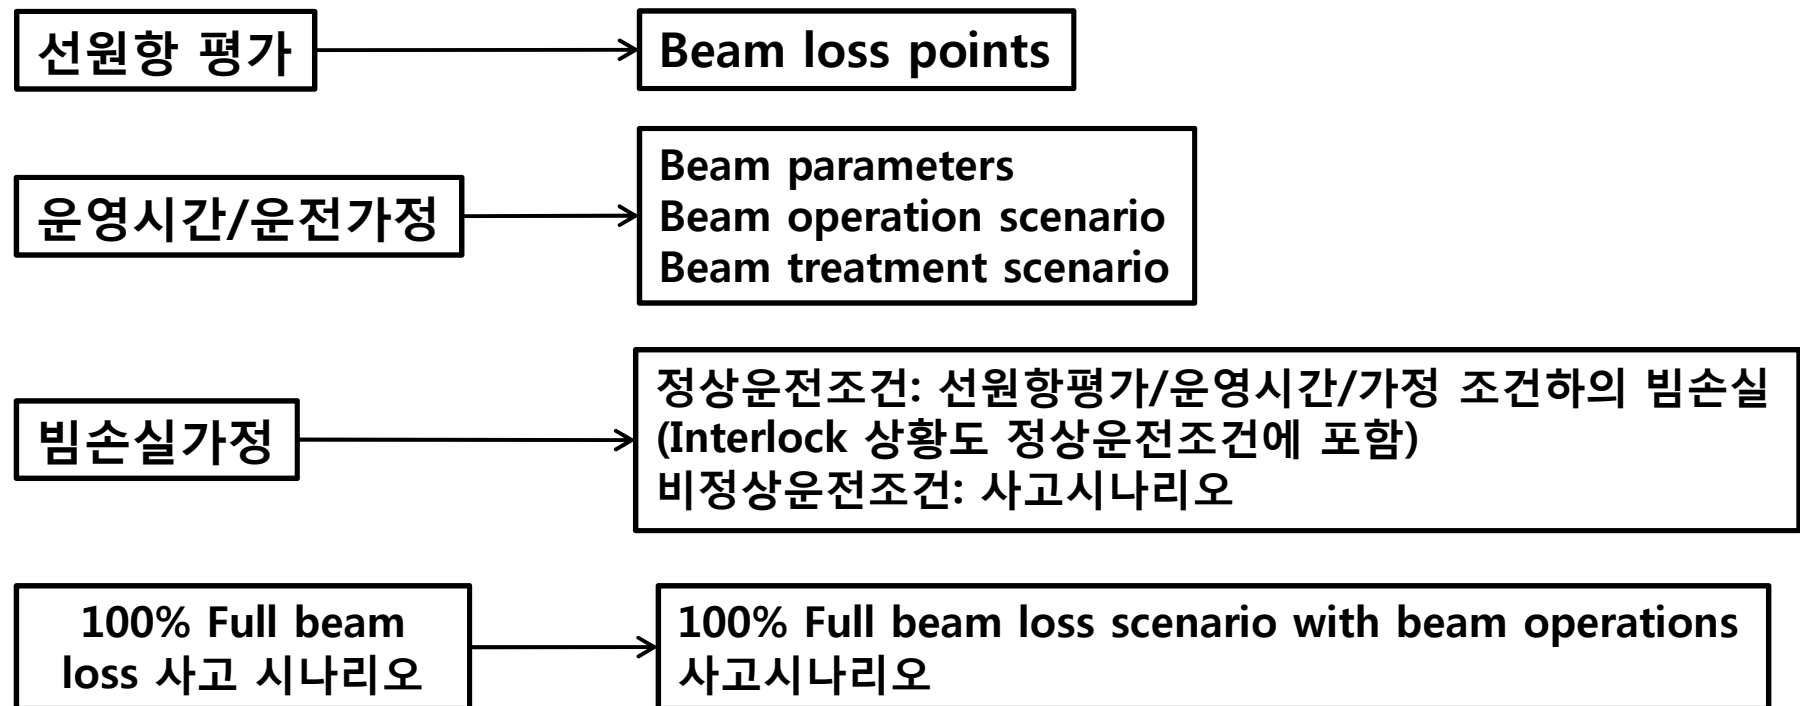 선원항 평가
Beam loss points
운영시간/운전가정
Beam parameters
Beam operation scenario
Beam treatment scenario
빔손실가정
정상운전조건: 선원항평가/운영시간/가정 조건하의 빔손실
(Interlock 상황도 정상운전조건에 포함)
비정상운전조건: 사고시나리오
100% Full beam
loss 사고 시나리오
100% Full beam loss scenario with beam operations
사고시나리오